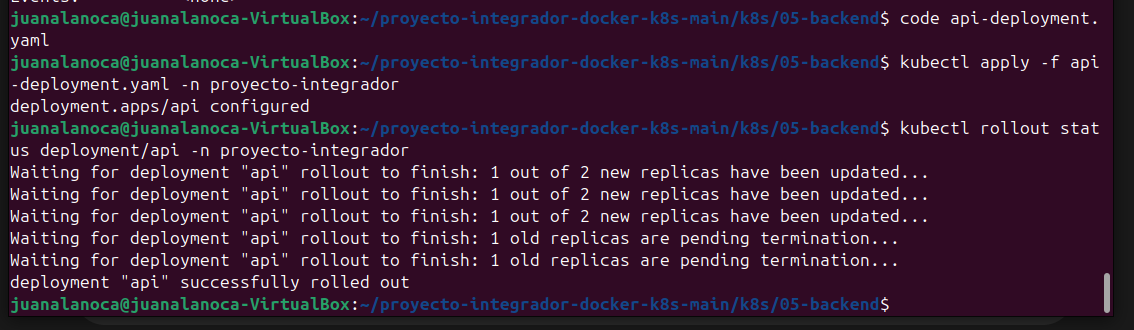 Events:            <none>
juanalanoca@juanalanoca-VirtualBox:~/proyecto-integrador-docker-k8s-main/k8s/05-backend$ code api-deployment.
yaml
juanalanoca@juanalanoca-VirtualBox:~/proyecto-integrador-docker-k8s-main/k8s/05-backend$ kubectl apply -f api
-deployment.yaml -n proyecto-integrador
deployment.apps/api configured
juanalanoca@juanalanoca-VirtualBox:~/proyecto-integrador-docker-k8s-main/k8s/05-backend$ kubectl rollout stat
us deployment/api -n proyecto-integrador
Waiting for deployment "api" rollout to finish: 1 out of 2 new replicas have been updated...
Waiting for deployment "api" rollout to finish: 1 out of 2 new replicas have been updated...
Waiting for deployment "api" rollout to finish: 1 out of 2 new replicas have been updated...
Waiting for deployment "api" rollout to finish: 1 old replicas are pending termination...
Waiting for deployment "api" rollout to finish: 1 old replicas are pending termination...
deployment "api" successfully rolled out
juanalanoca@juanalanoca-VirtualBox:~/proyecto-integrador-docker-k8s-main/k8s/05-backend$